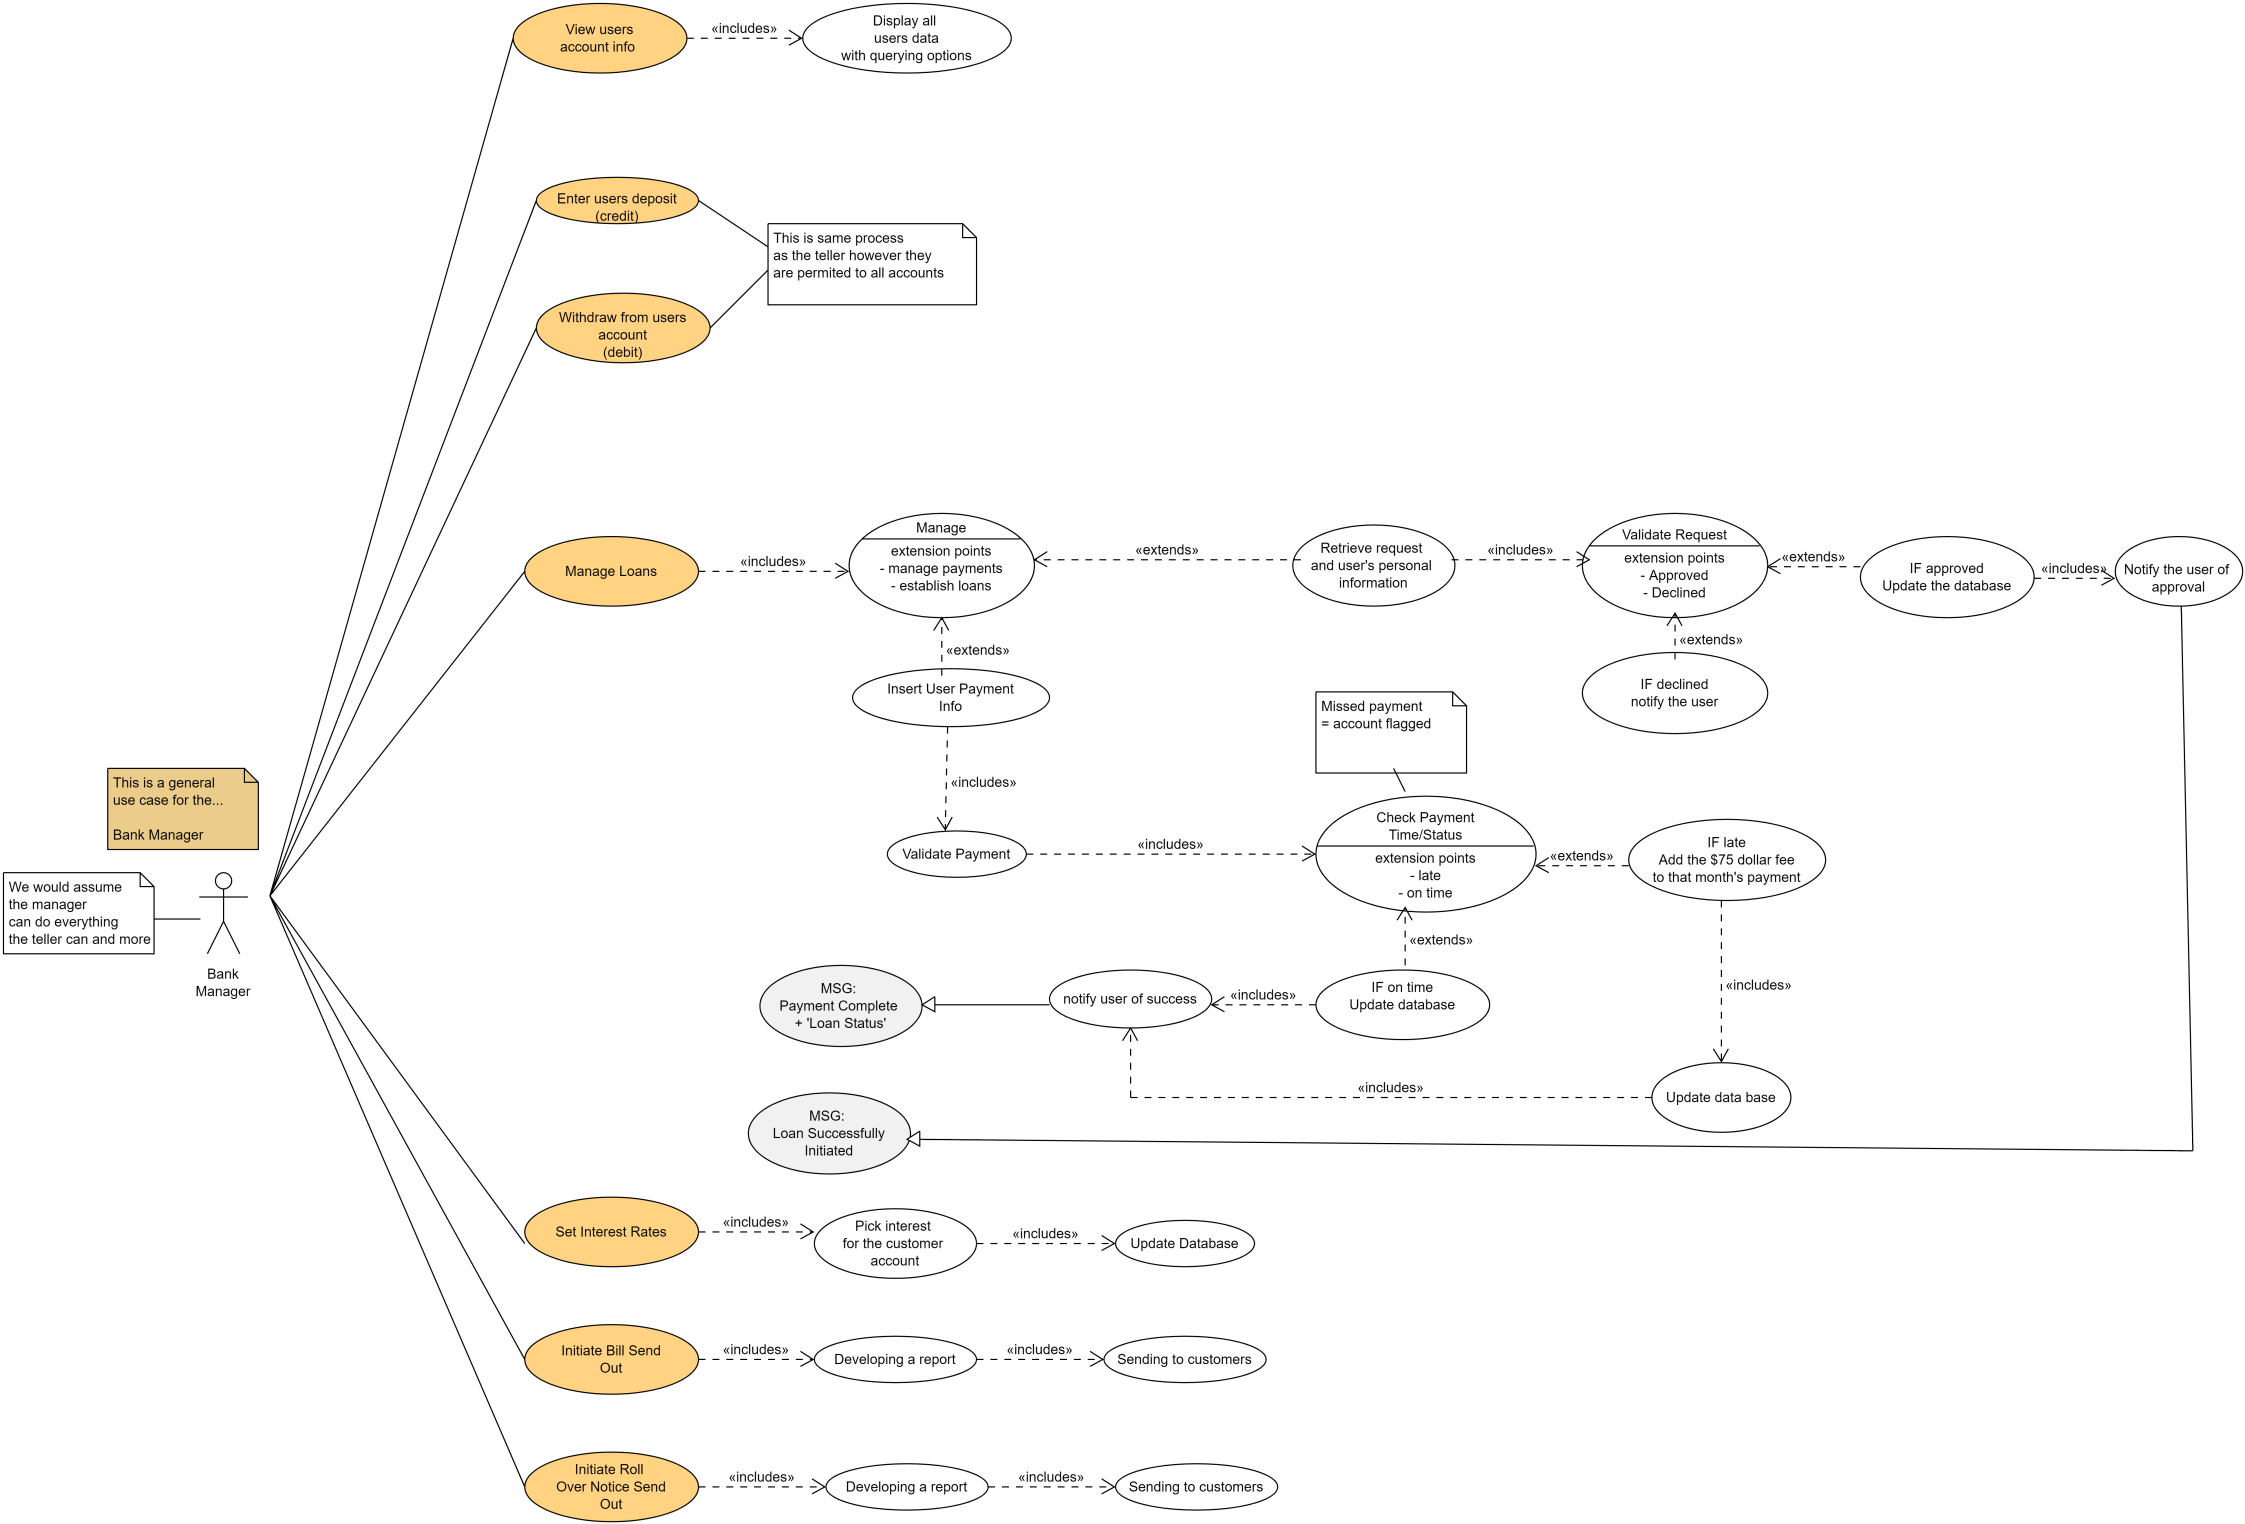 View users
account info
«includes»
Display all
users data
with querying options
Enter users deposit
(credit)
This is same process
as the teller however they
are permited to all accounts
Withdraw from users
account
(debit)
Manage Loans
«includes»
Manage
extension points
- manage payments
- establish loans
«extends»
Retrieve request
and user's personal
information
«includes»
Validate Request
extension points
- Approved
- Declined
«extends»
IF approved
Update the database
«includes»
Notify the user of
approval
«extends»
IF declined
notify the user
«extends»
Insert User Payment
Info
«includes»
Validate Payment
«includes»
Missed payment
= account flagged
Check Payment
Time/Status
extension points
- late
- on time
«extends»
IF late
Add the $75 dollar fee
to that month's payment
«includes»
Update data base
«includes»
«extends»
IF on time
Update database
«includes»
notify user of success
MSG:
Payment Complete
+ 'Loan Status'
MSG:
Loan Successfully
Initiated
This is a general
use case for the...
Bank Manager
We would assume
the manager
can do everything
the teller can and more
Bank
Manager
Set Interest Rates
«includes»
Pick interest
for the customer
account
«includes»
Update Database
Initiate Bill Send
Out
«includes»
Developing a report
«includes»
Sending to customers
Initiate Roll
Over Notice Send
Out
«includes»
Developing a report
«includes»
Sending to customers